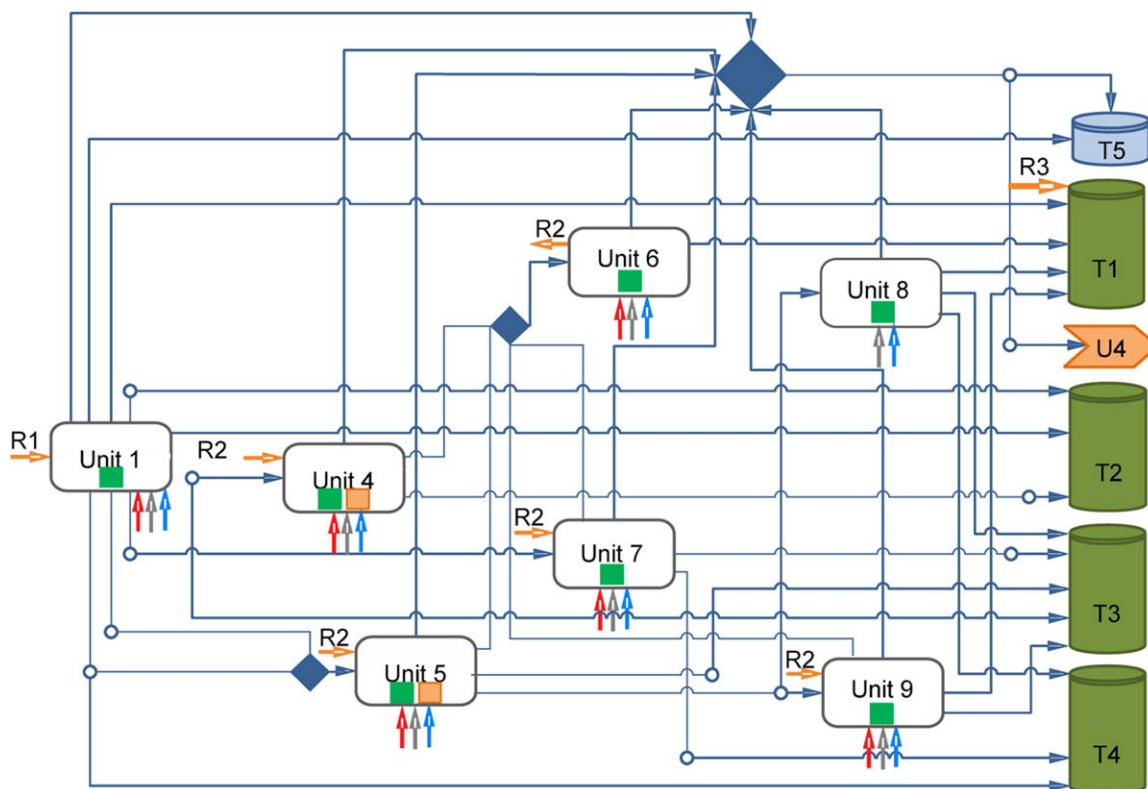 T5
R3
R2
Unit 6
T1
Unit 8
U4
R1
Unit 1
R2
Unit 4
T2
R2
Unit 7
T3
R2
Unit 5
R2
Unit 9
T4